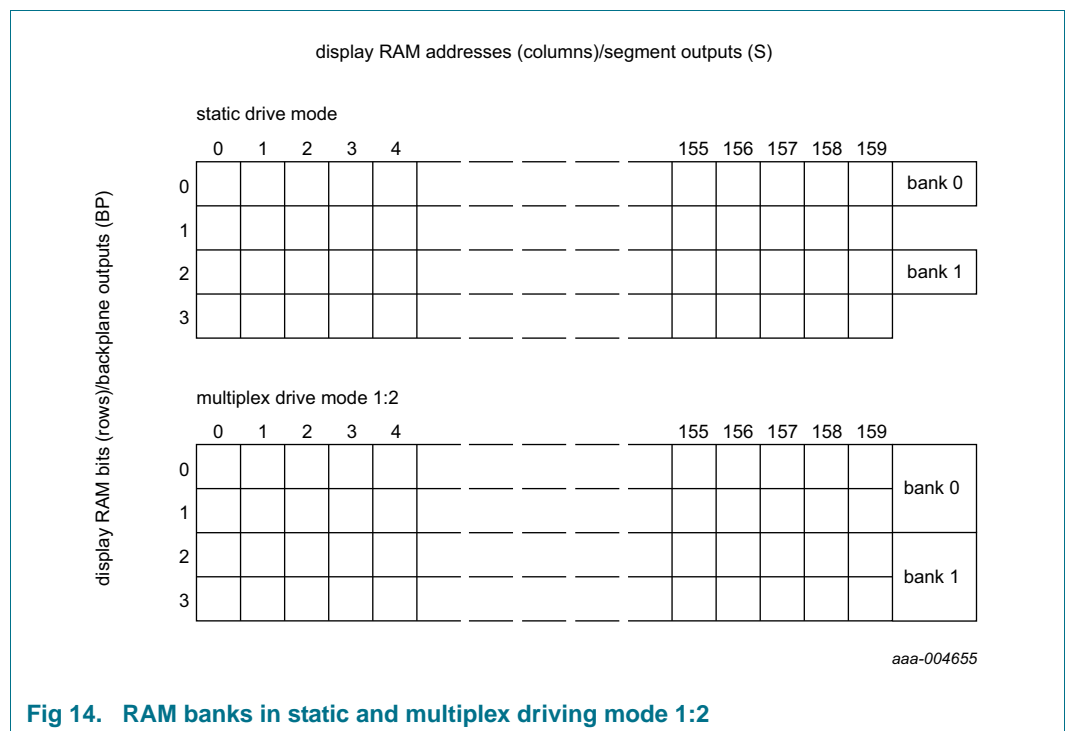 display RAM addresses (columns)/segment outputs (S)
display RAM bits (rows)/backplane outputs (BP)
static drive mode
0 1 2 3 4 155 156 157 158 159
0 bank 0
1
2 bank 1
3
multiplex drive mode 1:2
0 1 2 3 4 155 156 157 158 159
0
bank 0
1
2
bank 1
3
aaa-004655
Fig 14. RAM banks in static and multiplex driving mode 1:2